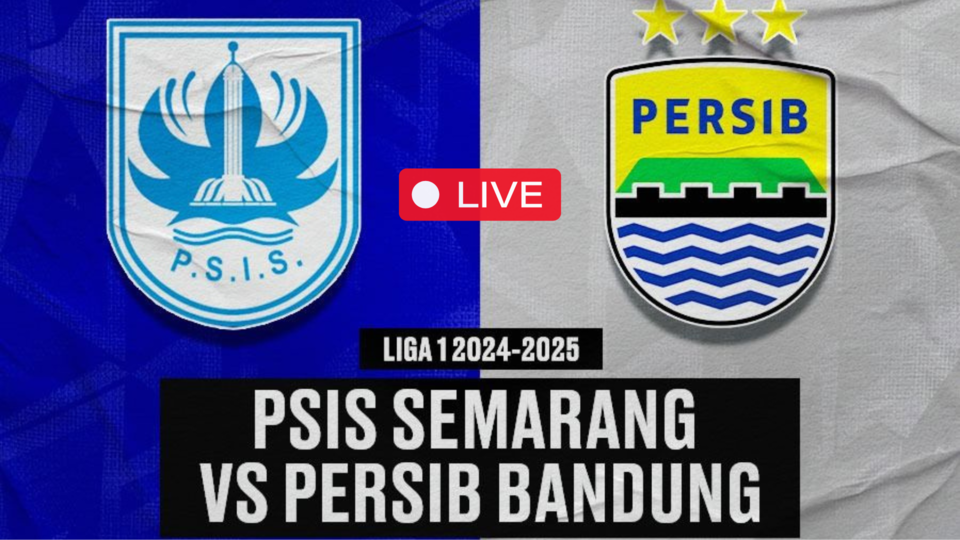 P.S.I.S.
PERSIB
LIVE
LIGA 1 2024-2025
PSIS SEMARANG
VS PERSIB BANDUNG